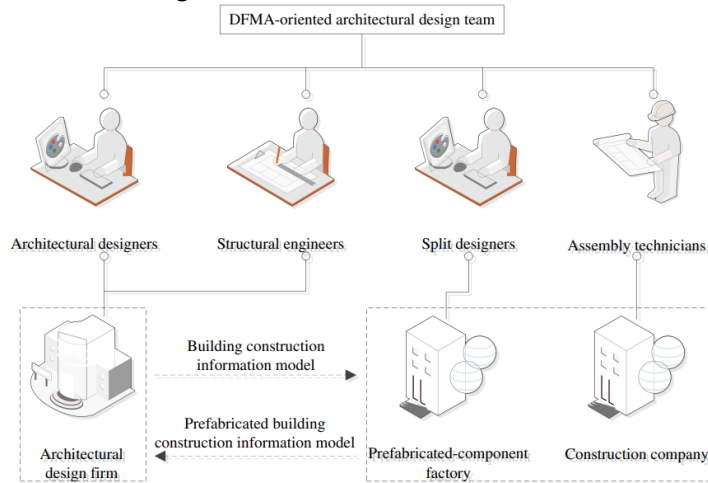 DFMA-oriented architectural design team
Architectural designers
Structural engineers
Split designers
Assembly technicians
Building construction
information model
Prefabricated building
construction information model
Architectural
design firm
Prefabricated-component
factory
Construction company